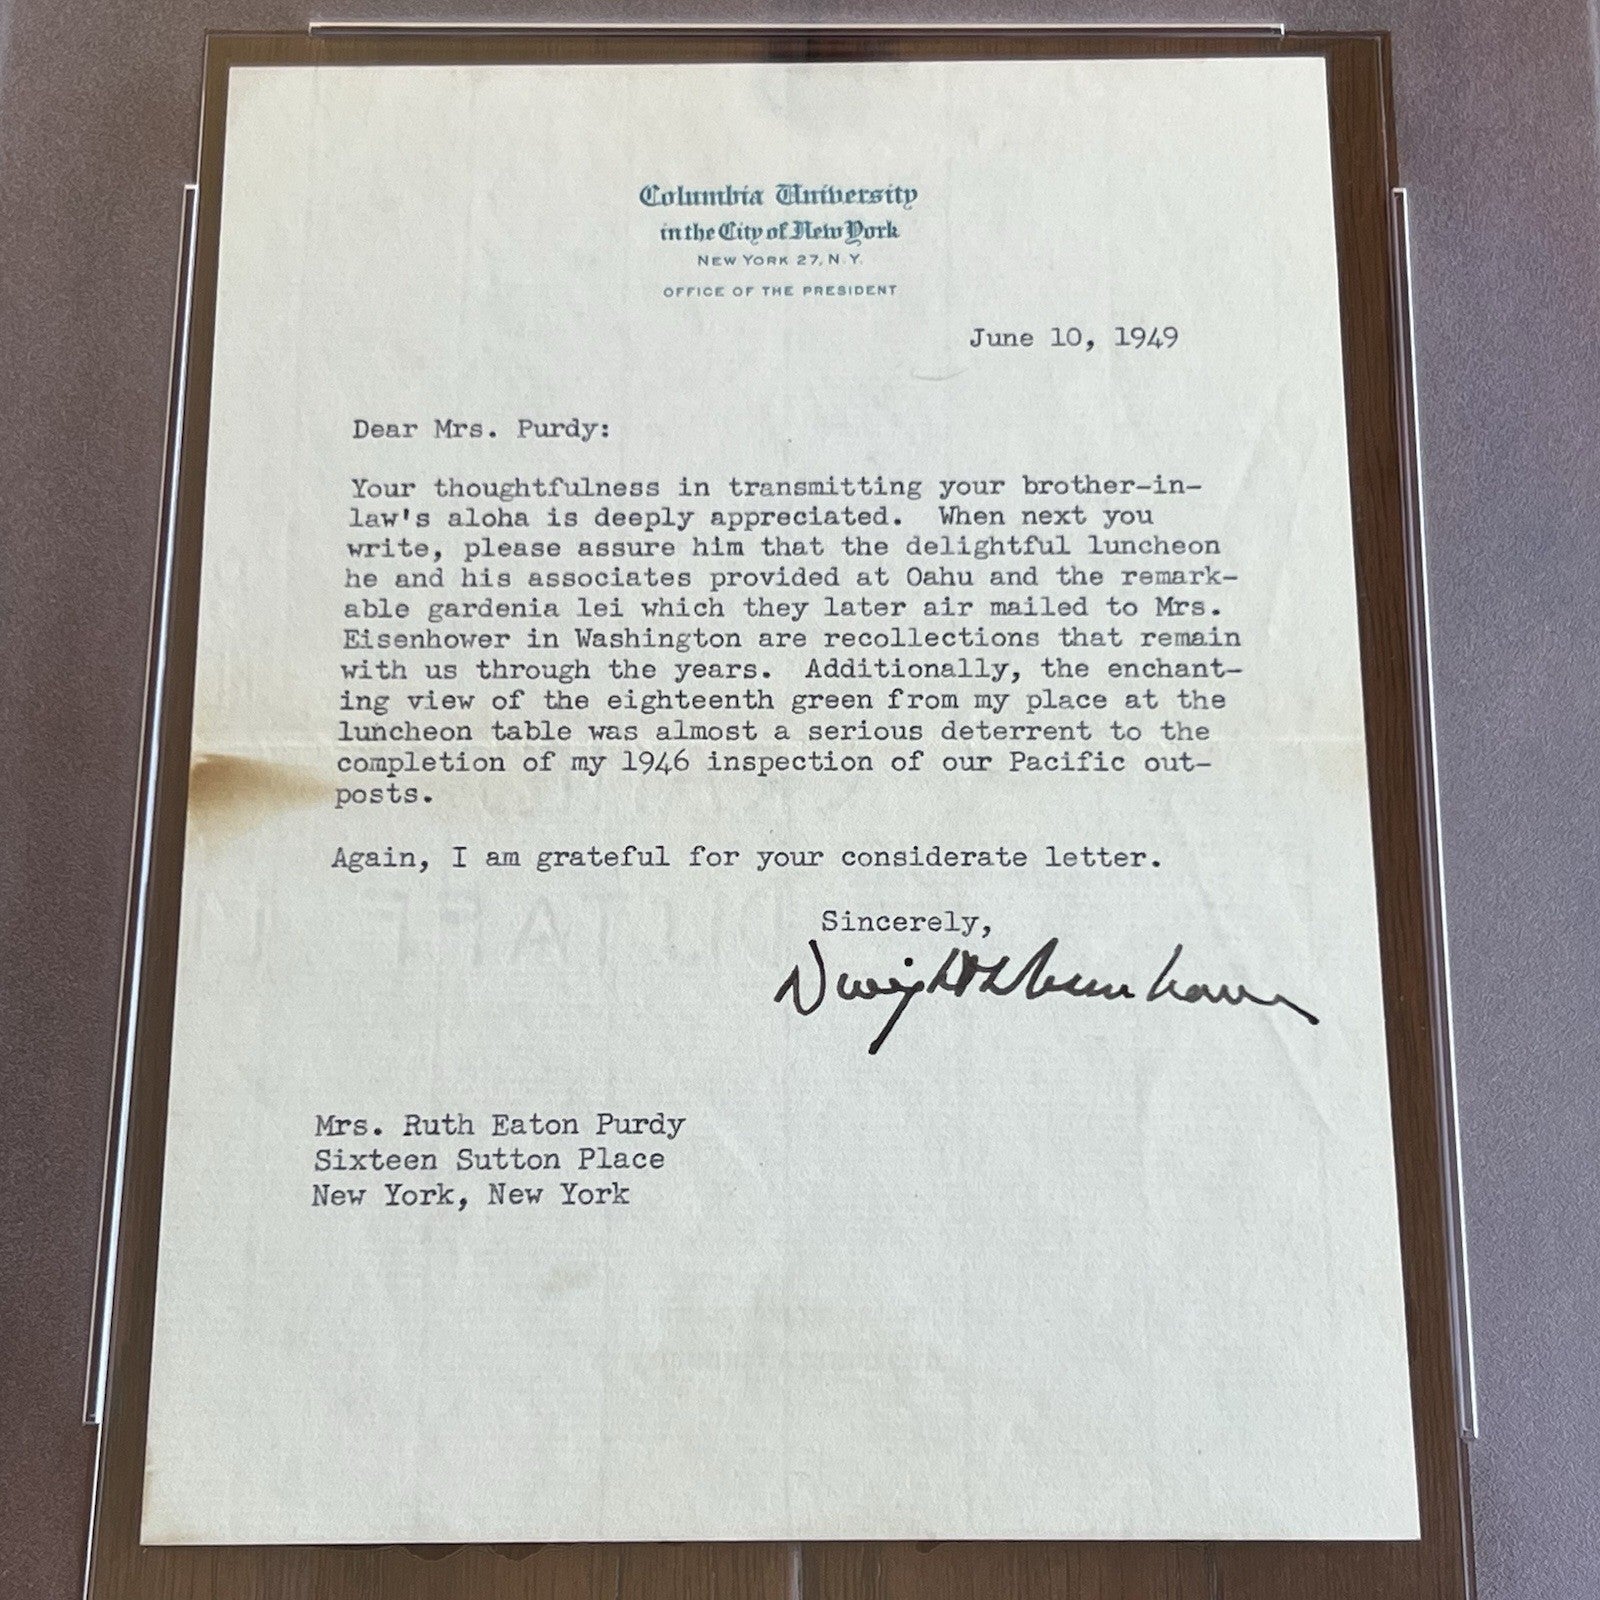 Columbia University
in the City of New York
NEW YORK 27, N.Y.
OFFICE OF THE PRESIDENT
June 10, 1949
Dear Mrs. Purdy:
Your thoughtfulness in transmitting your brother-in-
law's aloha is deeply appreciated. When next you
write, please assure him that the delightful luncheon
he and his associates provided at Oahu and the remark-
able gardenia lei which they later air mailed to Mrs.
Eisenhower in Washington are recollections that remain
with us through the years. Additionally, the enchant-
ing view of the eighteenth green from my place at the
luncheon table was almost a serious deterrent to the
completion of my 1946 inspection of our Pacific out-
posts.
Again, I am grateful for your considerate letter.
Sincerely,
Dwight D Eisenhower
Mrs. Ruth Eaton Purdy
Sixteen Sutton Place
New York, New York